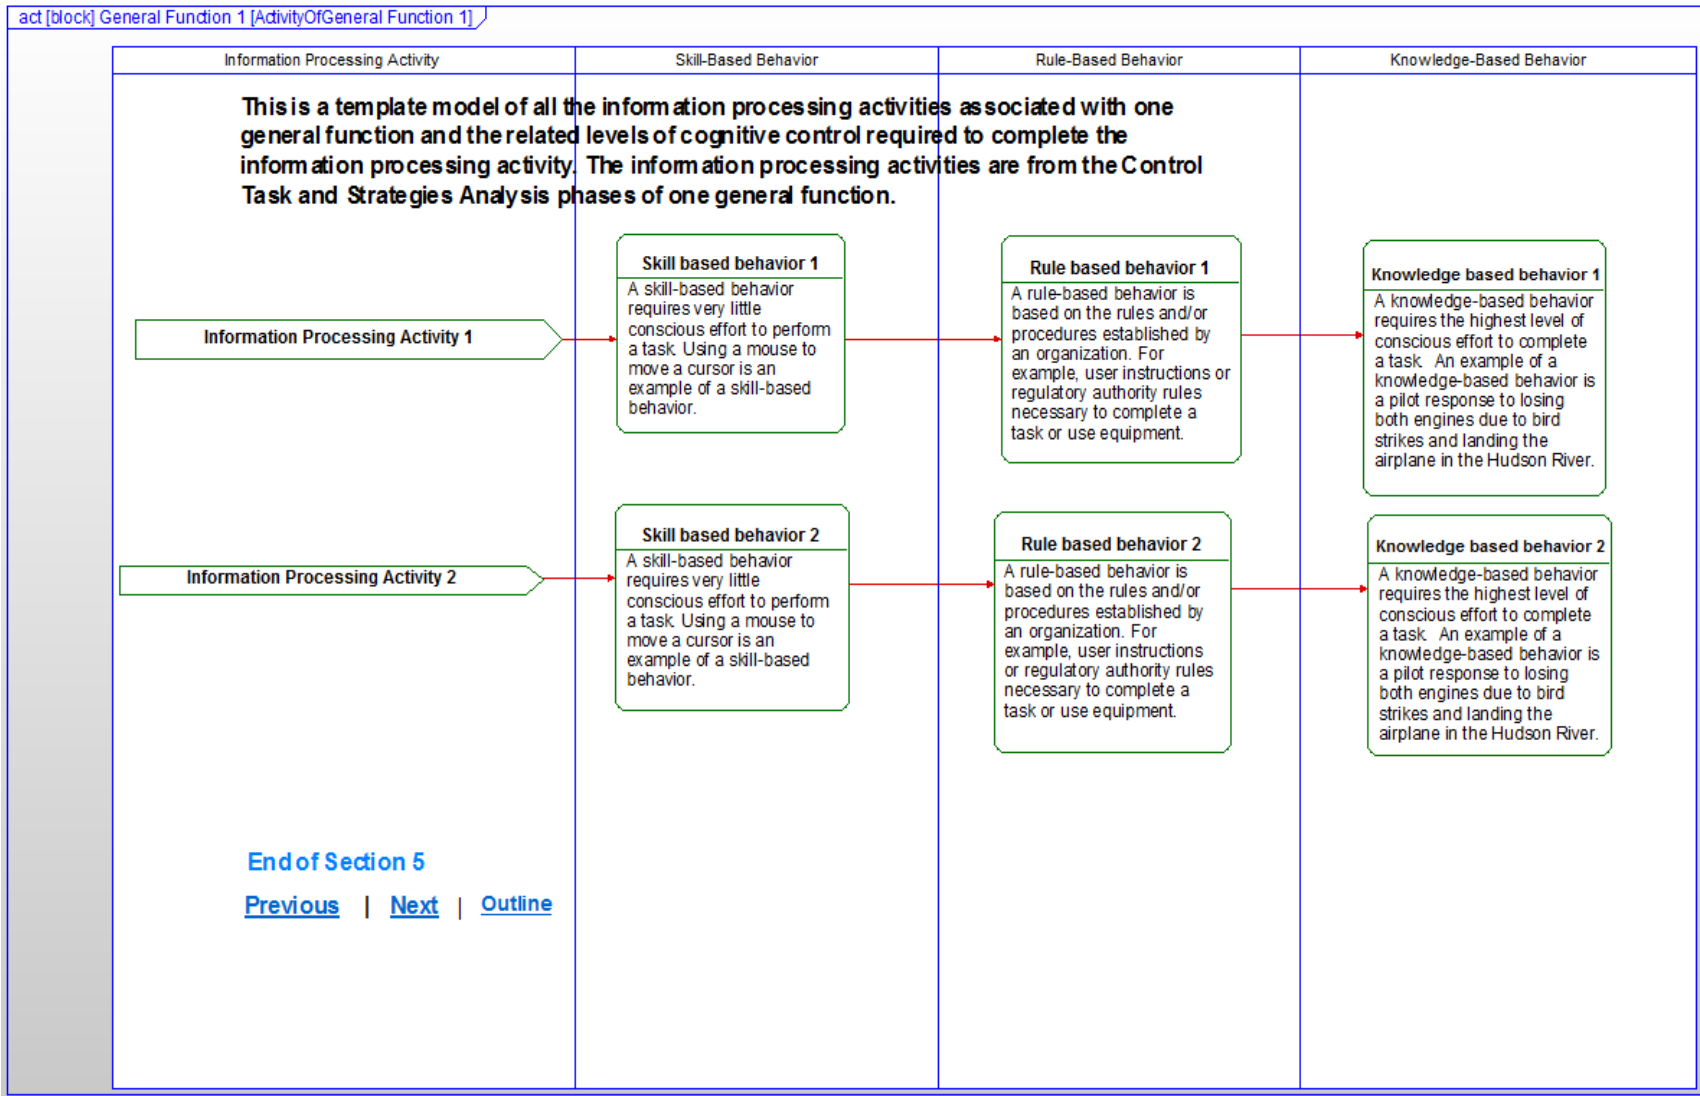 act [block] General Function 1 [ActivityOfGeneral Function 1]
Information Processing Activity
Skill-Based Behavior
Rule-Based Behavior
Knowledge-Based Behavior
This is a template model of all the information processing activities associated with one
general function and the related levels of cognitive control required to complete the
information processing activity. The information processing activities are from the Control
Task and Strategies Analysis phases of one general function.
Information Processing Activity 1
Skill based behavior 1
A skill-based behavior
requires very little
conscious effort to perform
a task. Using a mouse to
move a cursor is an
example of a skill-based
behavior.
Rule based behavior 1
A rule-based behavior is
based on the rules and/or
procedures established by
an organization. For
example, user instructions or
regulatory authority rules
necessary to complete a
task or use equipment.
Knowledge based behavior 1
A knowledge-based behavior
requires the highest level of
conscious effort to complete
a task. An example of a
knowledge-based behavior is
a pilot response to losing
both engines due to bird
strikes and landing the
airplane in the Hudson River.
Information Processing Activity 2
Skill based behavior 2
A skill-based behavior
requires very little
conscious effort to perform
a task. Using a mouse to
move a cursor is an
example of a skill-based
behavior.
Rule based behavior 2
A rule-based behavior is
based on the rules and/or
procedures established by
an organization. For
example, user instructions
or regulatory authority rules
necessary to complete a
task or use equipment.
Knowledge based behavior 2
A knowledge-based behavior
requires the highest level of
conscious effort to complete
a task. An example of a
knowledge-based behavior is
a pilot response to losing
both engines due to bird
strikes and landing the
airplane in the Hudson River.
End of Section 5
Previous | Next | Outline